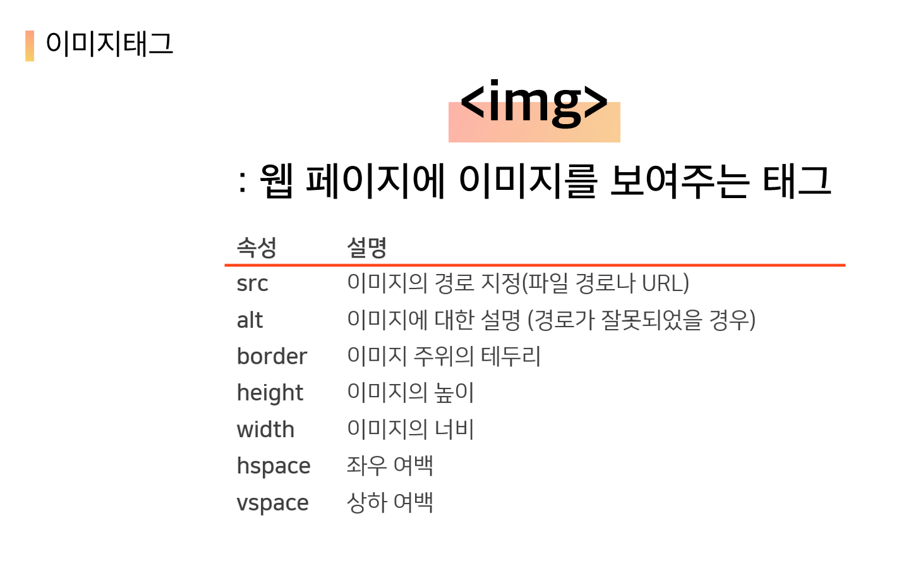 이미지태그
<img>
: 웹 페이지에 이미지를 보여주는 태그
속성 설명
src 이미지의 경로 지정(파일 경로나 URL)
alt 이미지에 대한 설명 (경로가 잘못되었을 경우)
border 이미지 주위의 테두리
height 이미지의 높이
width 이미지의 너비
hspace 좌우 여백
vspace 상하 여백